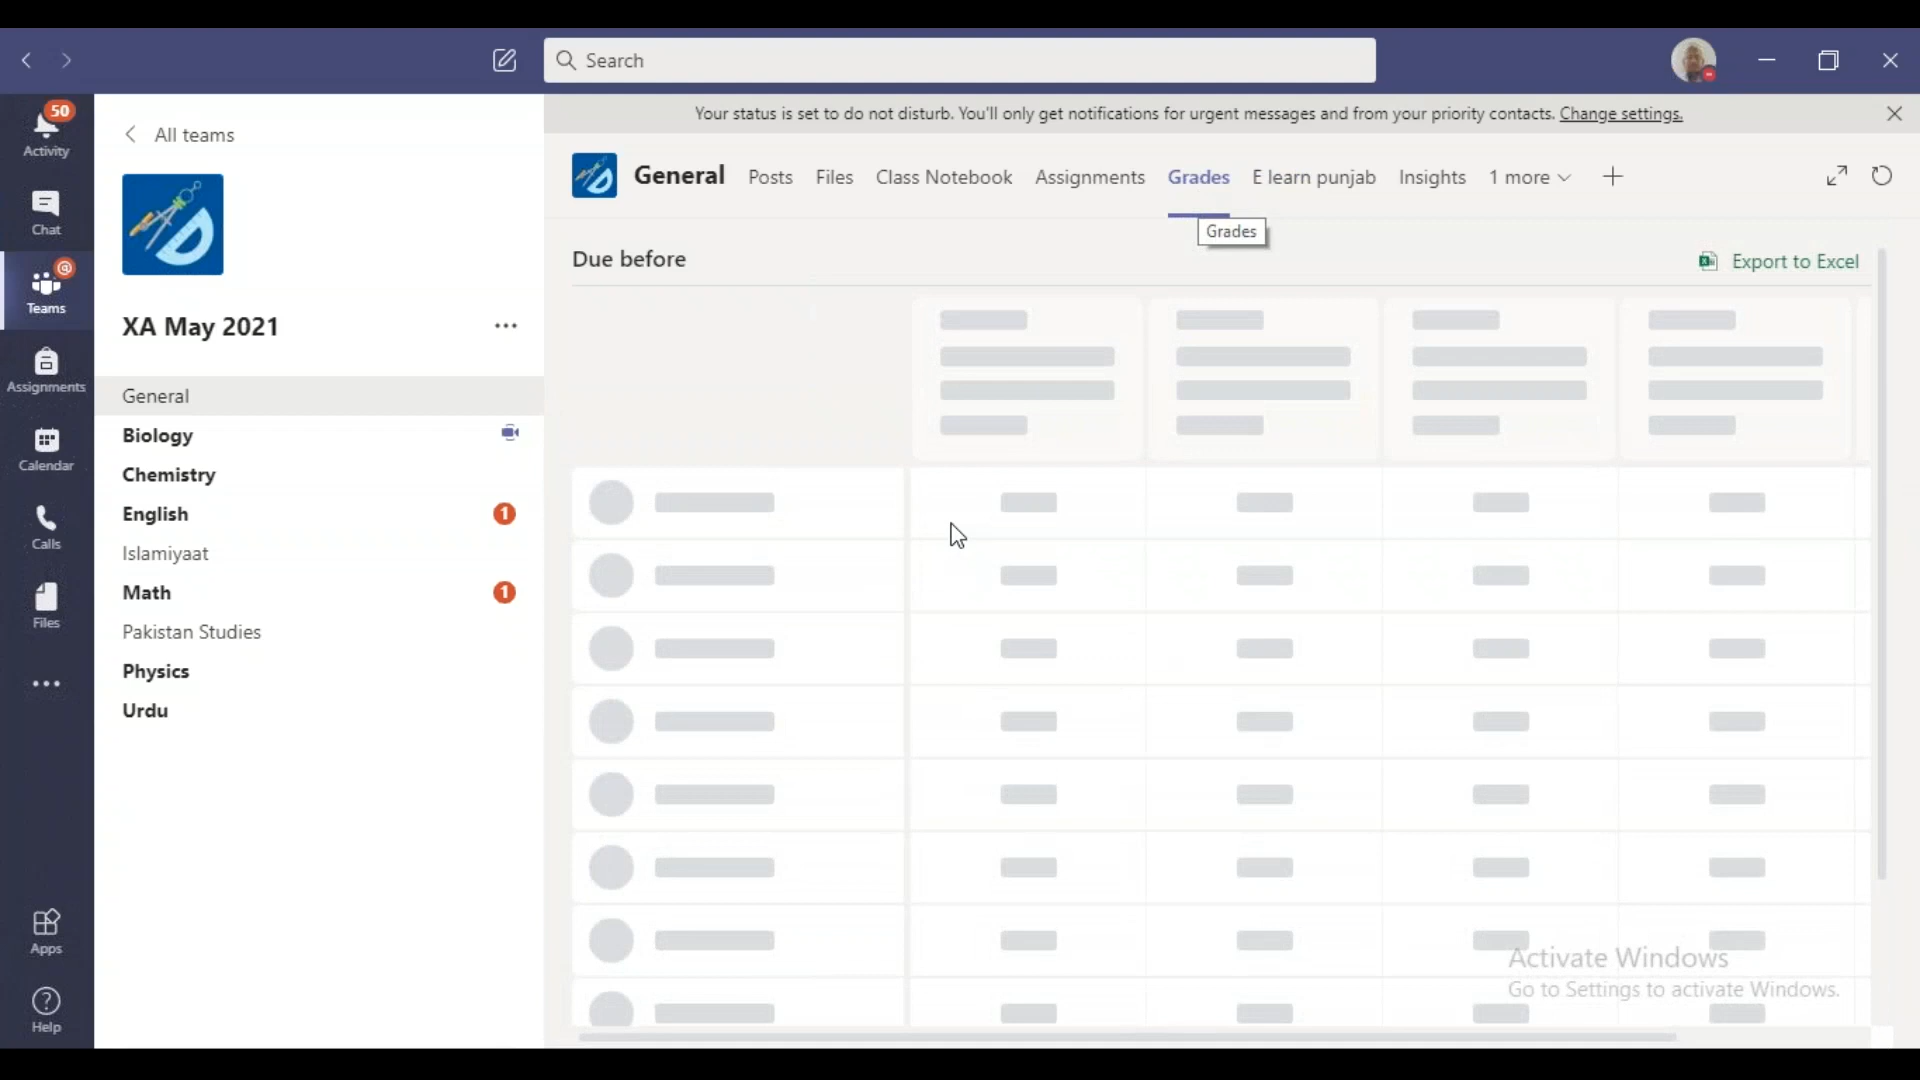 Search
50
Activity
Chat
@
Teams
Assignments
Calendar
Calls
Files
Apps
Help
All teams
XA May 2021
General
Biology
Chemistry
English 1
Islamiyaat
Math 1
Pakistan Studies
Physics
Urdu
Your status is set to do not disturb. You'll only get notifications for urgent messages and from your priority contacts. Change settings.
General Posts Files Class Notebook Assignments Grades E learn punjab Insights 1 more
Grades
Due before
Export to Excel
Activate Windows
Go to Settings to activate Windows.